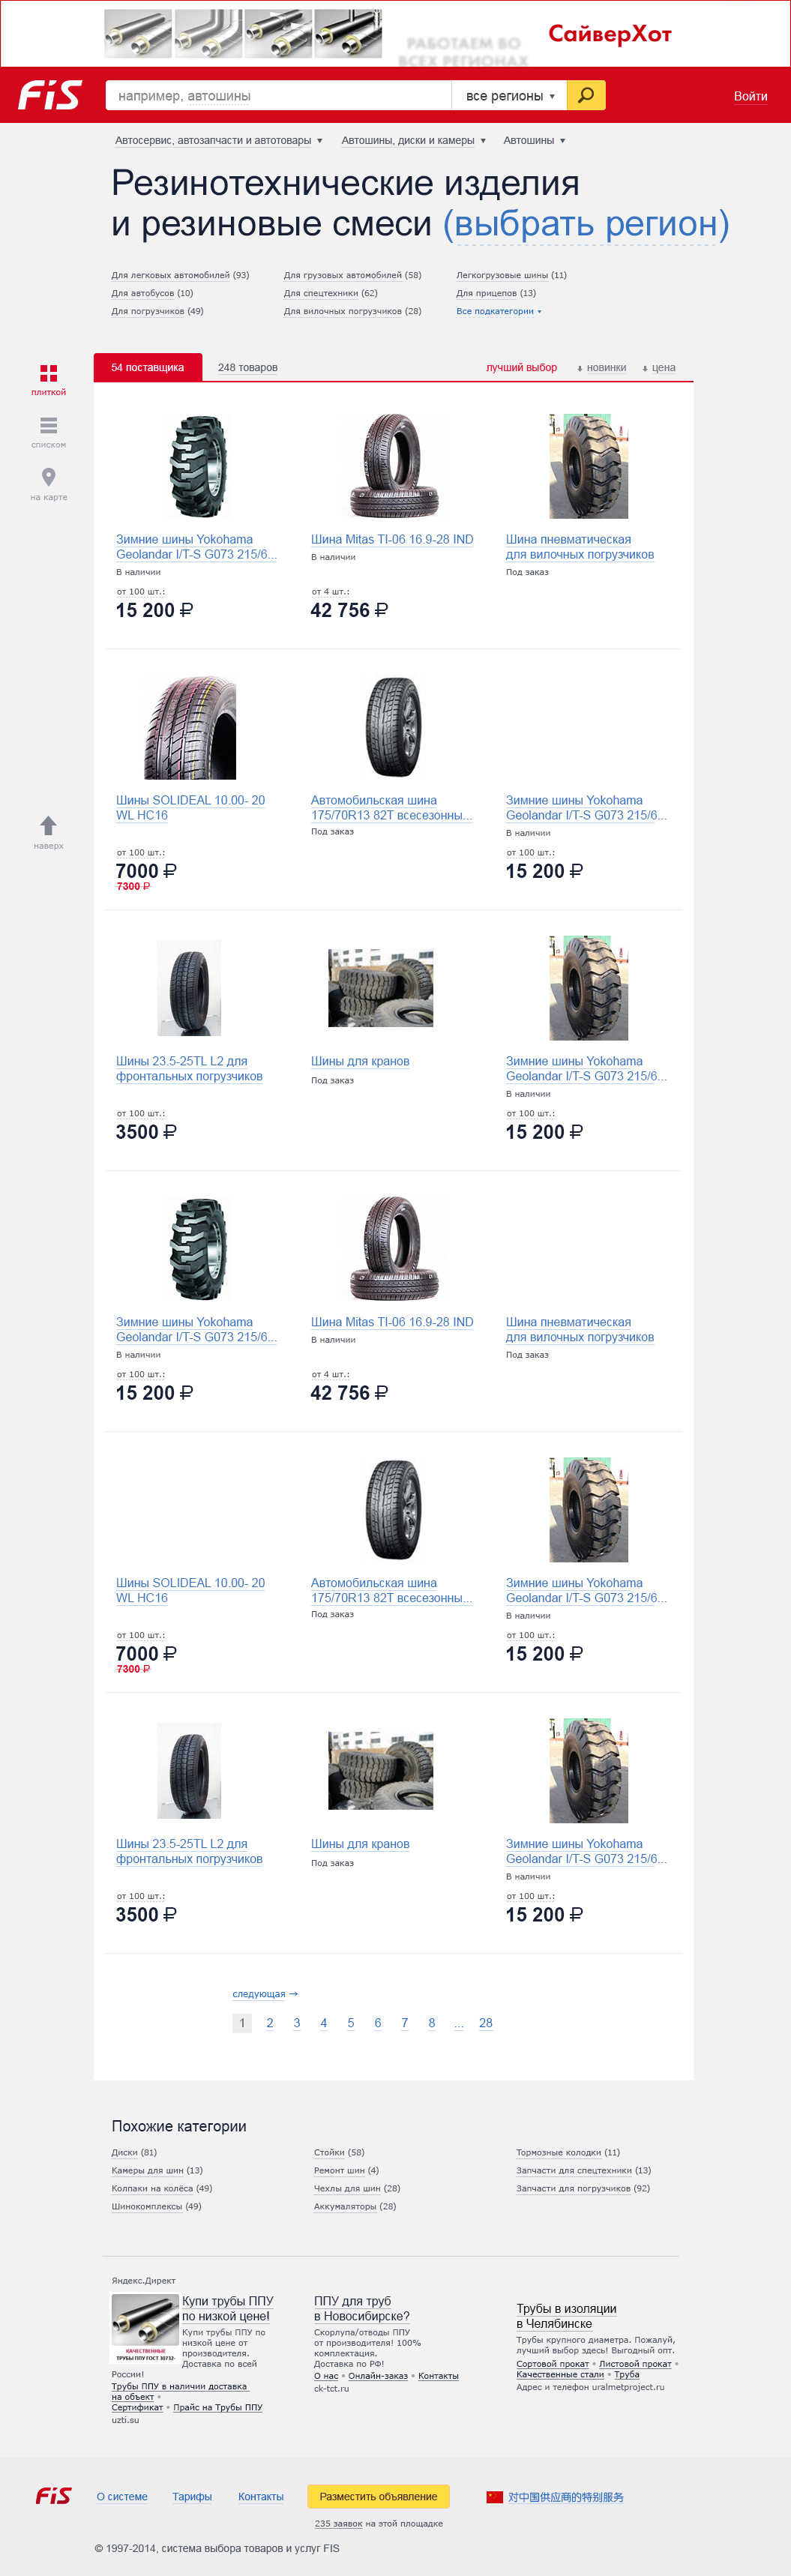 РАБОТАЕМ ВО
ВСЕХ РЕГИОНАХ
СайверХот
FiS
например, автошины
все регионы
Войти
Автосервис, автозапчасти и автотовары
Автошины, диски и камеры
Автошины
Резинотехнические изделия
и резиновые смеси (выбрать регион)
Для легковых автомобилей (93)
Для грузовых автомобилей (58)
Легкогрузовые шины (11)
Для автобусов (10)
Для спецтехники (62)
Для прицепов (13)
Для погрузчиков (49)
Для вилочных погрузчиков (28)
Все подкатегории
54 поставщика
248 товаров
лучший выбор
новинки
цена
плиткой
списком
на карте
Зимние шины Yokohama
Geolandar I/T-S G073 215/6...
В наличии
от 100 шт.:
15 200 ₽
Шина Mitas TI-06 16.9-28 IND
В наличии
от 4 шт.:
42 756 ₽
Шина пневматическая
для вилочных погрузчиков
Под заказ
наверх
Шины SOLIDEAL 10.00- 20
WL HC16
от 100 шт.:
7000 ₽
7300 ₽
Автомобильская шина
175/70R13 82T всесезонны...
Под заказ
Зимние шины Yokohama
Geolandar I/T-S G073 215/6...
В наличии
от 100 шт.:
15 200 ₽
Шины 23.5-25TL L2 для
фронтальных погрузчиков
от 100 шт.:
3500 ₽
Шины для кранов
Под заказ
Зимние шины Yokohama
Geolandar I/T-S G073 215/6...
В наличии
от 100 шт.:
15 200 ₽
Зимние шины Yokohama
Geolandar I/T-S G073 215/6...
В наличии
от 100 шт.:
15 200 ₽
Шина Mitas TI-06 16.9-28 IND
В наличии
от 4 шт.:
42 756 ₽
Шина пневматическая
для вилочных погрузчиков
Под заказ
Шины SOLIDEAL 10.00- 20
WL HC16
от 100 шт.:
7000 ₽
7300 ₽
Автомобильская шина
175/70R13 82T всесезонны...
Под заказ
Зимние шины Yokohama
Geolandar I/T-S G073 215/6...
В наличии
от 100 шт.:
15 200 ₽
Шины 23.5-25TL L2 для
фронтальных погрузчиков
от 100 шт.:
3500 ₽
Шины для кранов
Под заказ
Зимние шины Yokohama
Geolandar I/T-S G073 215/6...
В наличии
от 100 шт.:
15 200 ₽
следующая →
1 2 3 4 5 6 7 8 ... 28
Похожие категории
Диски (81)
Стойки (58)
Тормозные колодки (11)
Камеры для шин (13)
Ремонт шин (4)
Запчасти для спецтехники (13)
Колпаки на колёса (49)
Чехлы для шин (28)
Запчасти для погрузчиков (92)
Шинокомплексы (49)
Аккумаляторы (28)
Яндекс.Директ
КАЧЕСТВЕННЫЕ
ТРУБЫ ППУ ГОСТ 30732-
Купи трубы ППУ
по низкой цене!
Купи трубы ППУ по
низкой цене от
производителя.
Доставка по всей
России!
Трубы ППУ в наличии доставка
на объект •
Сертификат • Прайс на Трубы ППУ
uzti.su
ППУ для труб
в Новосибирске?
Скорлупа/отводы ППУ
от производителя! 100%
комплектация.
Доставка по РФ!
О нас • Онлайн-заказ • Контакты
ck-tct.ru
Трубы в изоляции
в Челябинске
Трубы крупного диаметра. Пожалуй,
лучший выбор здесь! Выгодный опт.
Сортовой прокат • Листовой прокат •
Качественные стали • Труба
Адрес и телефон uralmetproject.ru
FiS
О системе
Тарифы
Контакты
Разместить объявление
对中国供应商的特别服务
235 заявок на этой площадке
© 1997-2014, система выбора товаров и услуг FIS